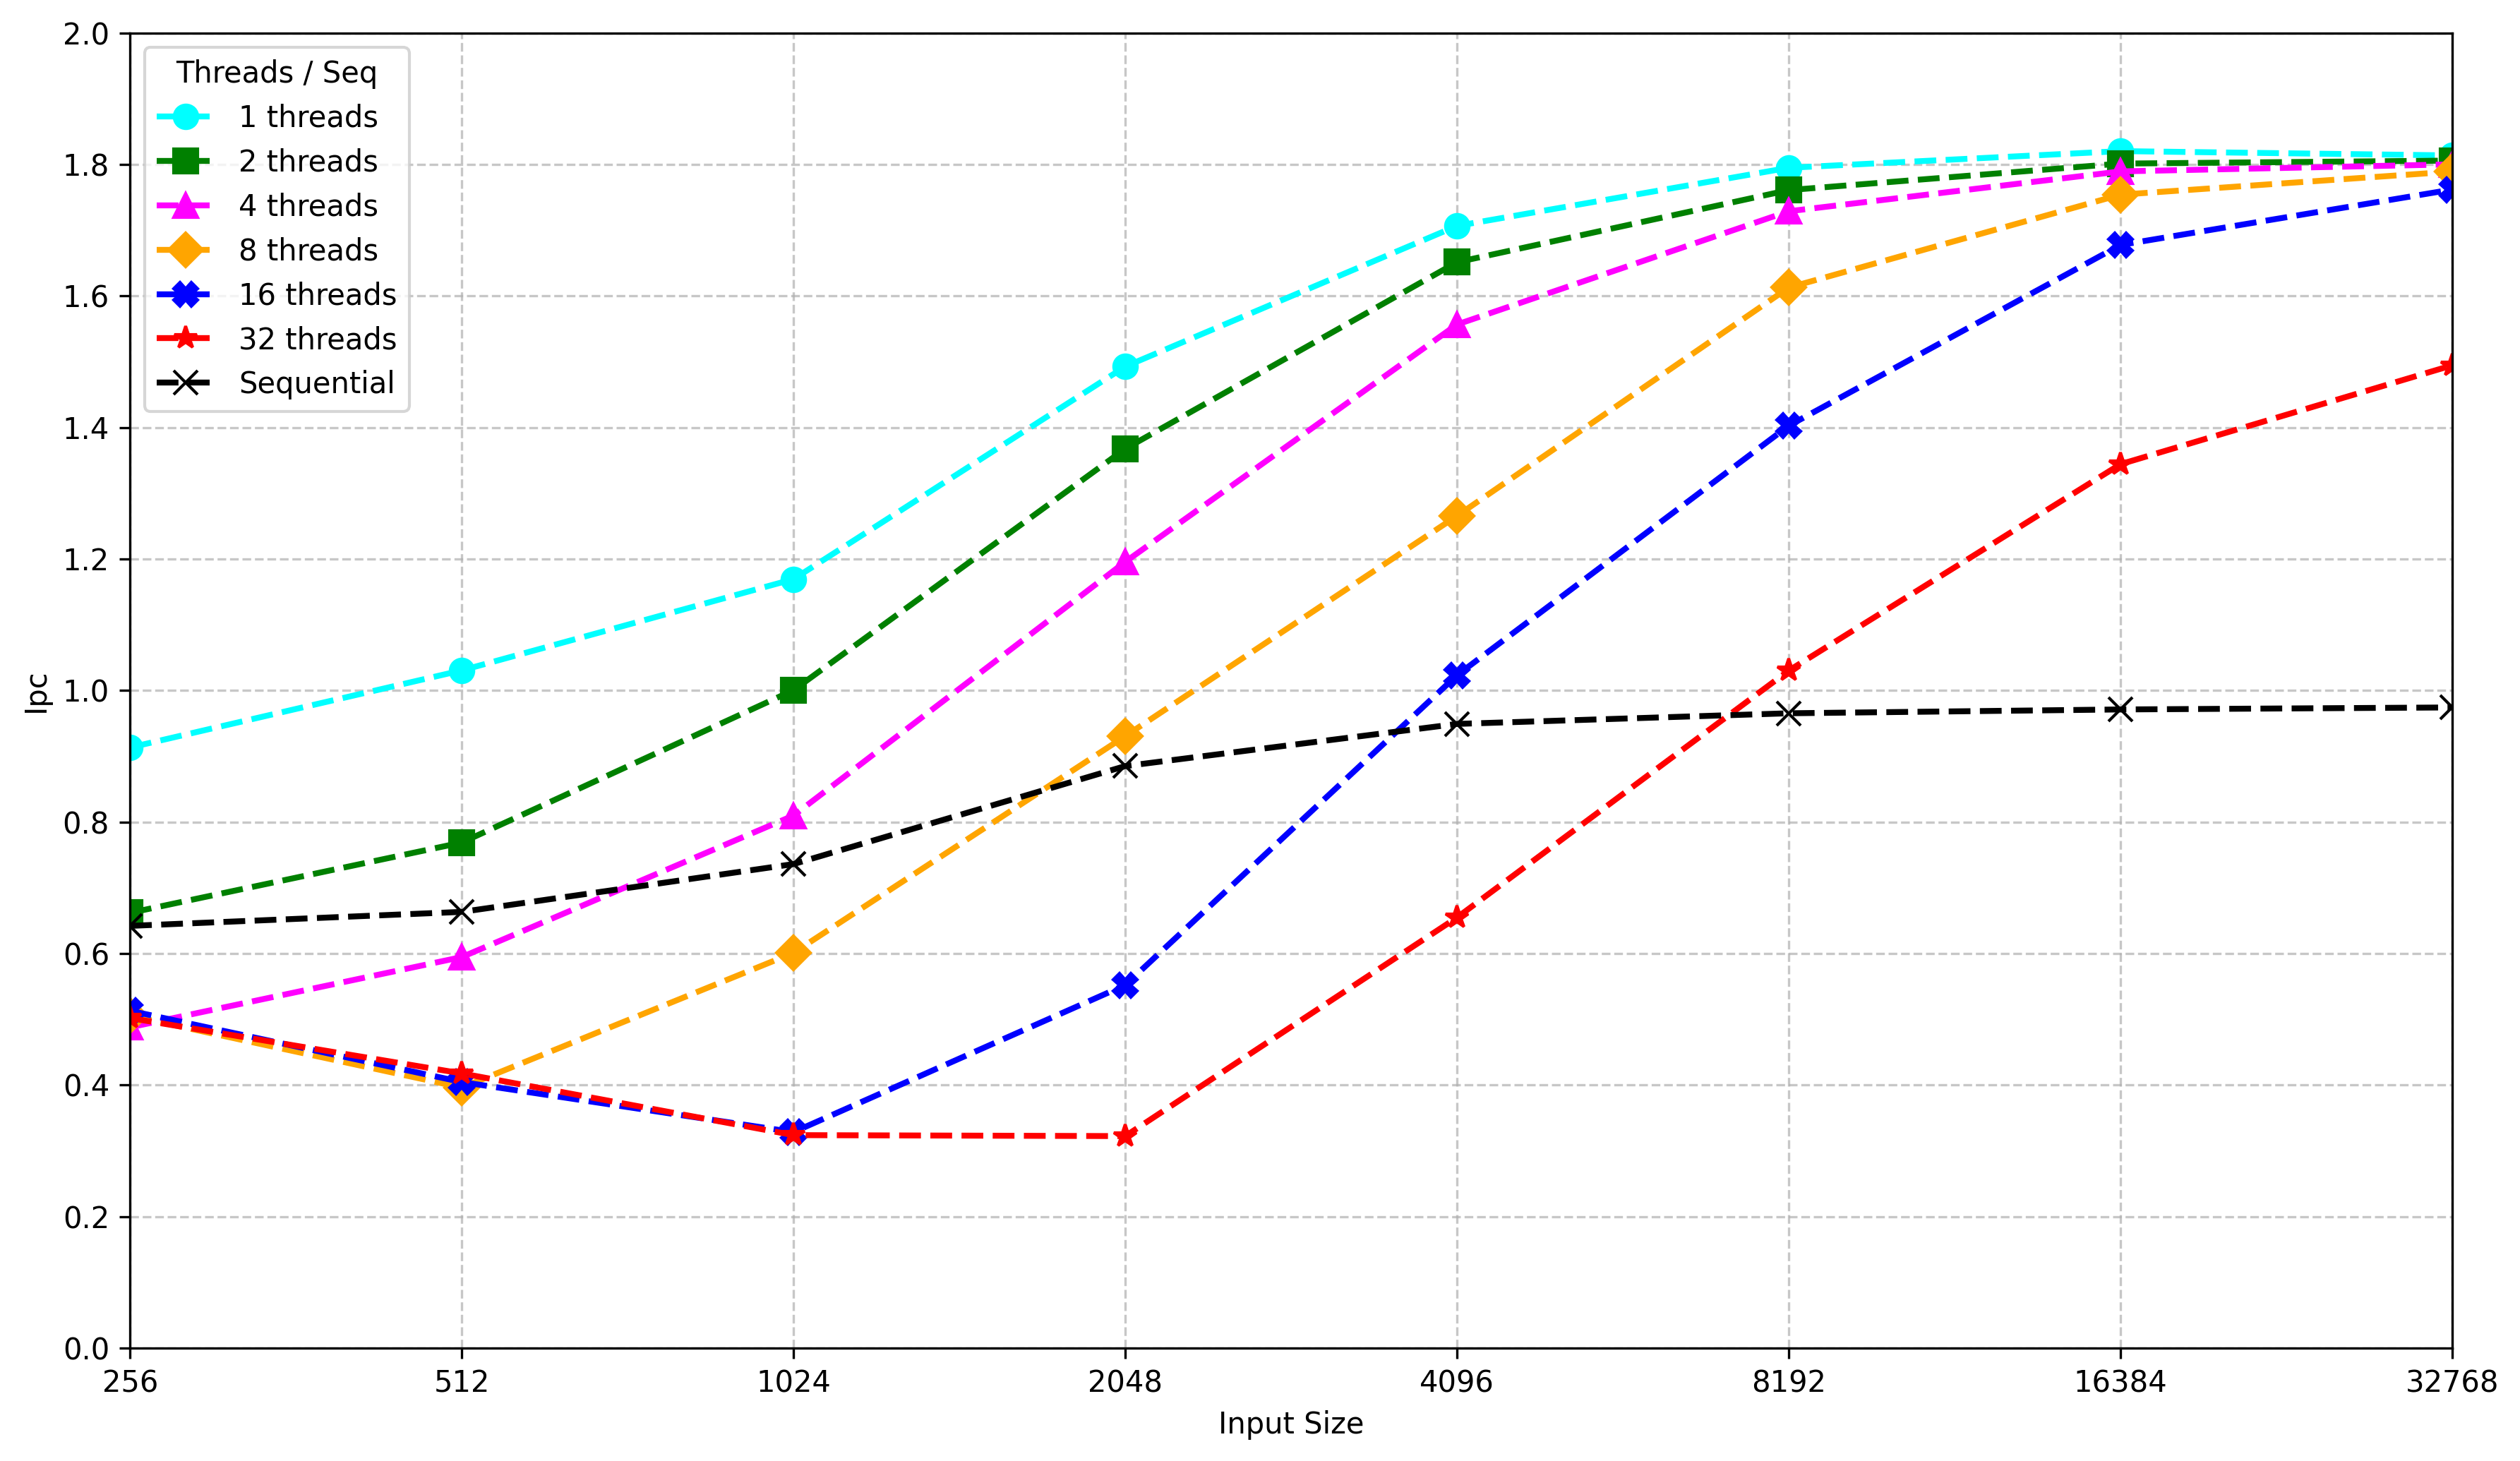 Threads / Seq
1 threads
2 threads
4 threads
8 threads
16 threads
32 threads
Sequential
2.0
1.8
1.6
1.4
1.2
1.0
0.8
0.6
0.4
0.2
0.0
Ipc
256 512 1024 2048 4096 8192 16384 32768
Input Size